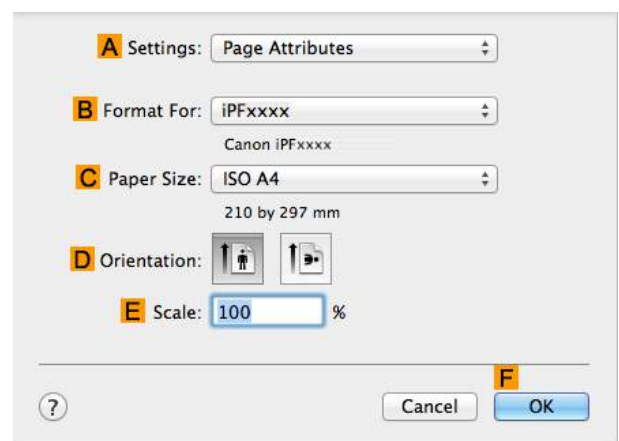 A Settings: Page Attributes
B Format For: iPFxxxx
Canon iPFxxxx
C Paper Size: ISO A4
210 by 297 mm
D Orientation:
E Scale: 100 %
F
? Cancel OK